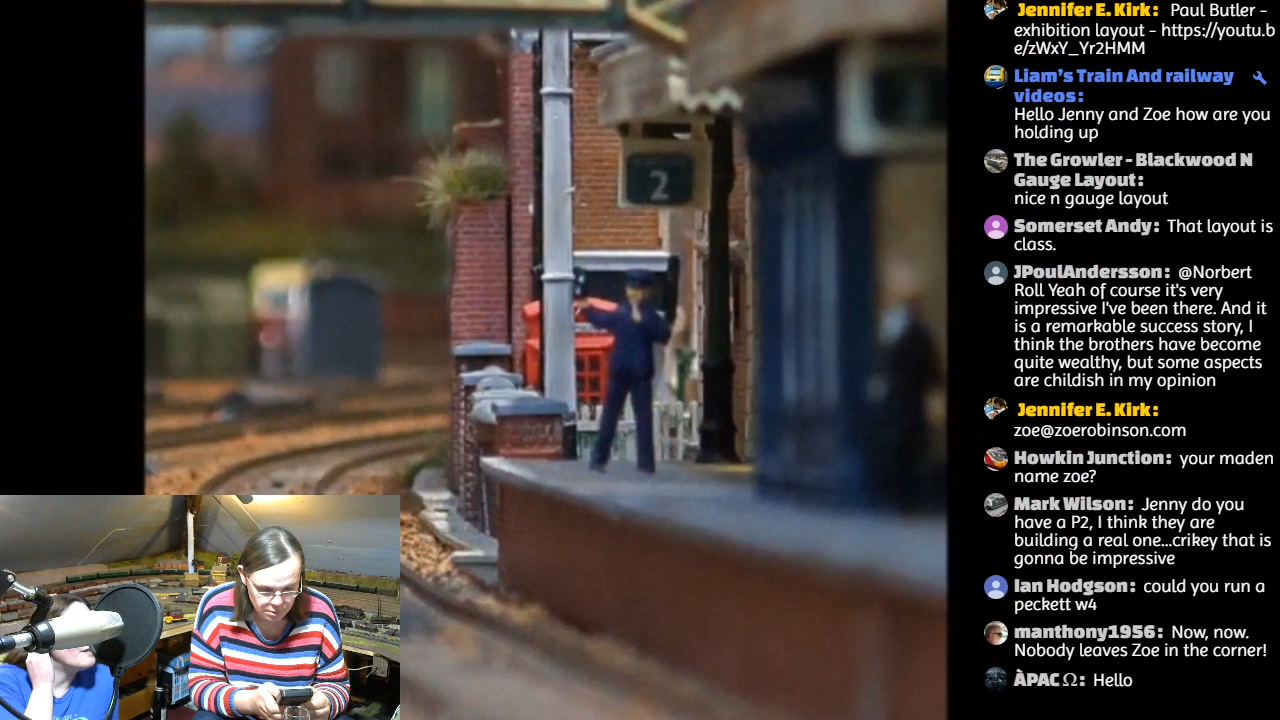 2
Jennifer E. Kirk: Paul Butler -
exhibition layout - https://youtu.b
e/zWxY_Yr2HMM
Liam's Train And railway
videos:
Hello Jenny and Zoe how are you
holding up
The Growler - Blackwood N
Gauge Layout:
nice n gauge layout
Somerset Andy: That layout is
class.
JPoulAndersson: @Norbert
Roll Yeah of course it's very
impressive I've been there. And it
is a remarkable success story, I
think the brothers have become
quite wealthy, but some aspects
are childish in my opinion
Jennifer E. Kirk:
zoe@zoerobinson.com
Howkin Junction: your maden
name zoe?
Mark Wilson: Jenny do you
have a P2, I think they are
building a real one...crikey that is
gonna be impressive
Ian Hodgson: could you run a
peckett w4
manthony1956: Now, now.
Nobody leaves Zoe in the corner!
ÀPAC Ω: Hello